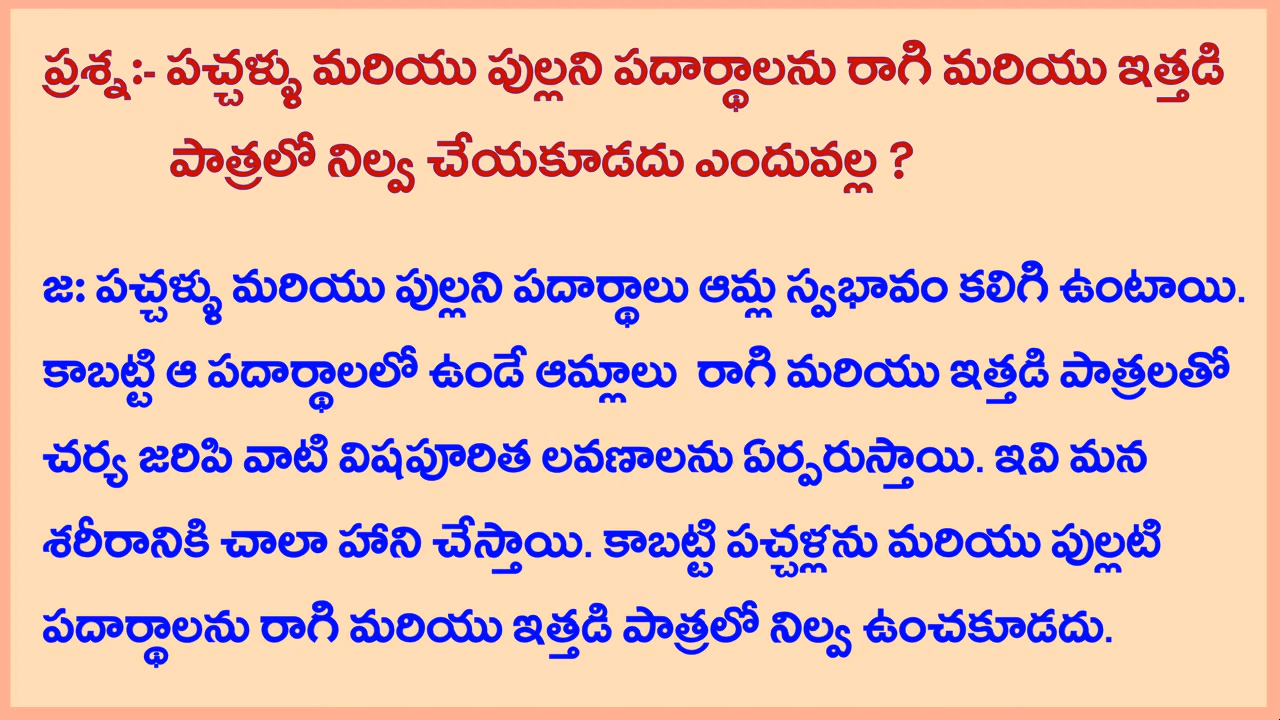 ప్రశ్న:- పచ్చళ్ళు మరియు పుల్లని పదార్థాలను రాగి మరియు ఇత్తడి
పాత్రలో నిల్వ చేయకూడదు ఎందువల్ల ?
జ: పచ్చళ్ళు మరియు పుల్లని పదార్థాలు ఆమ్ల స్వభావం కలిగి ఉంటాయి.
కాబట్టి ఆ పదార్థాలలో ఉండే ఆమ్లాలు రాగి మరియు ఇత్తడి పాత్రలతో
చర్య జరిపి వాటి విషపూరిత లవణాలను ఏర్పరుస్తాయి. ఇవి మన
శరీరానికి చాలా హాని చేస్తాయి. కాబట్టి పచ్చళ్లను మరియు పుల్లటి
పదార్థాలను రాగి మరియు ఇత్తడి పాత్రలో నిల్వ ఉంచకూడదు.